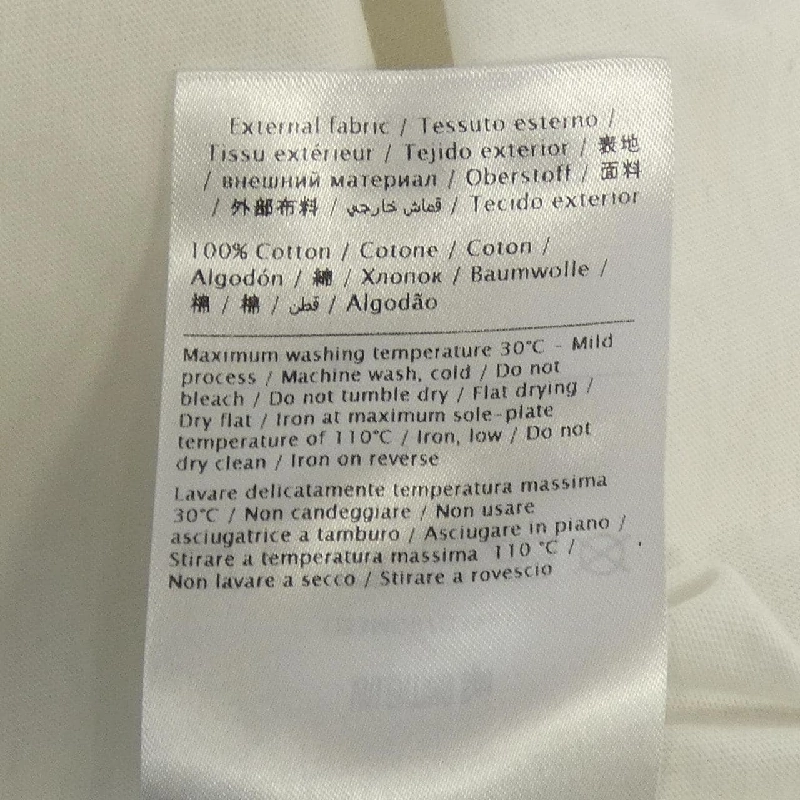 External fabric / Tessuto esterno /
Tissu extérieur / Tejido exterior / 表地
/ внешний материал / Oberstoff / 面料
/ 外部布料 / قماش خارجي / Tecido exterior
100% Cotton / Cotone / Coton /
Algodón / 綿 / Хлопок / Baumwolle /
棉 / 棉 / قطن / Algodão
Maximum washing temperature 30°C - Mild
process / Machine wash, cold / Do not
bleach / Do not tumble dry / Flat drying /
Dry flat / Iron at maximum sole-plate
temperature of 110°C / Iron, low / Do not
dry clean / Iron on reverse
Lavare delicatamente temperatura massima
30°C / Non candeggiare / Non usare
asciugatrice a tamburo / Asciugare in piano /
Stirare a temperatura massima 110 °C /
Non lavare a secco / Stirare a rovescio